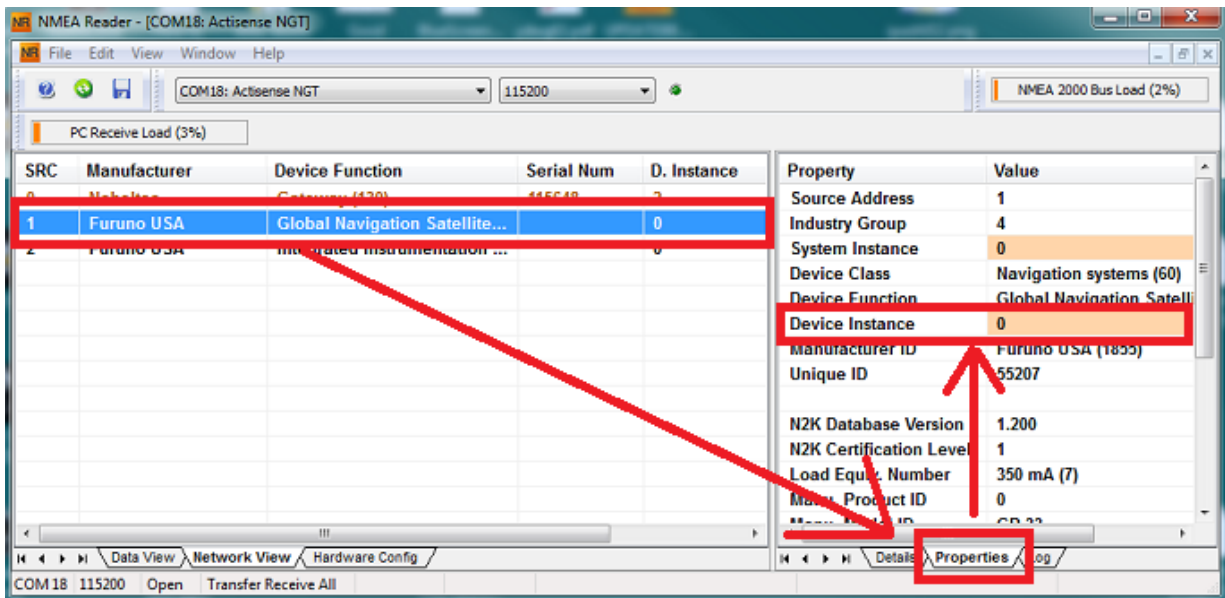 NMEA Reader - [COM18: Actisense NGT]
File Edit View Window Help
COM18: Actisense NGT 115200 NMEA 2000 Bus Load (2%)
PC Receive Load (3%)
SRC Manufacturer Device Function Serial Num D. Instance
1 Furuno USA Global Navigation Satellite... 0
2 Furuno USA Integrated Instrumentation ... 0
Property Value
Source Address 1
Industry Group 4
System Instance 0
Device Class Navigation systems (60)
Device Function Global Navigation Satelli
Device Instance 0
Manufacturer ID Furuno USA (1855)
Unique ID 55207
N2K Database Version 1.200
N2K Certification Level 1
Load Equiv. Number 350 mA (7)
Manu. Product ID 0
Data View Network View Hardware Config
Details Properties Log
COM 18 115200 Open Transfer Receive All